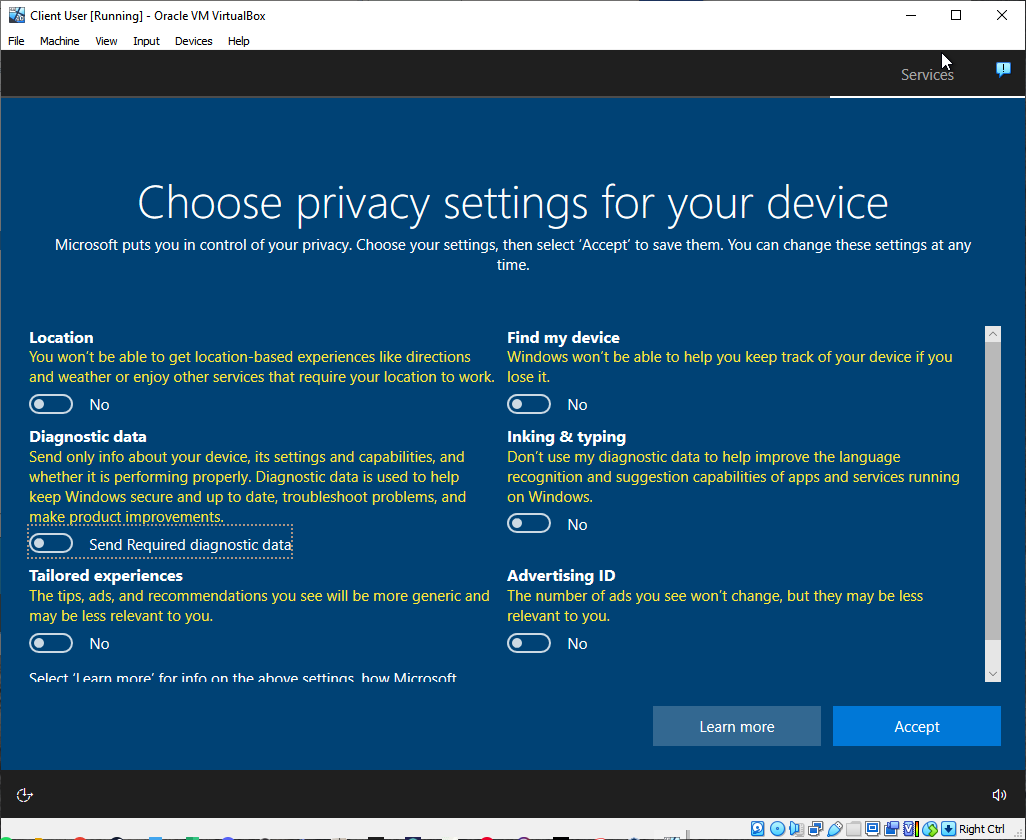 Client User [Running] - Oracle VM VirtualBox
File Machine View Input Devices Help
Services
Choose privacy settings for your device
Microsoft puts you in control of your privacy. Choose your settings, then select ‘Accept’ to save them. You can change these settings at any
time.
Location
You won’t be able to get location-based experiences like directions
and weather or enjoy other services that require your location to work.
No
Find my device
Windows won’t be able to help you keep track of your device if you
lose it.
No
Diagnostic data
Send only info about your device, its settings and capabilities, and
whether it is performing properly. Diagnostic data is used to help
keep Windows secure and up to date, troubleshoot problems, and
make product improvements.
Send Required diagnostic data
Inking & typing
Don’t use my diagnostic data to help improve the language
recognition and suggestion capabilities of apps and services running
on Windows.
No
Tailored experiences
The tips, ads, and recommendations you see will be more generic and
may be less relevant to you.
No
Advertising ID
The number of ads you see won’t change, but they may be less
relevant to you.
No
Select ‘Learn more’ for info on the above settings, how Microsoft
Learn more
Accept
Right Ctrl